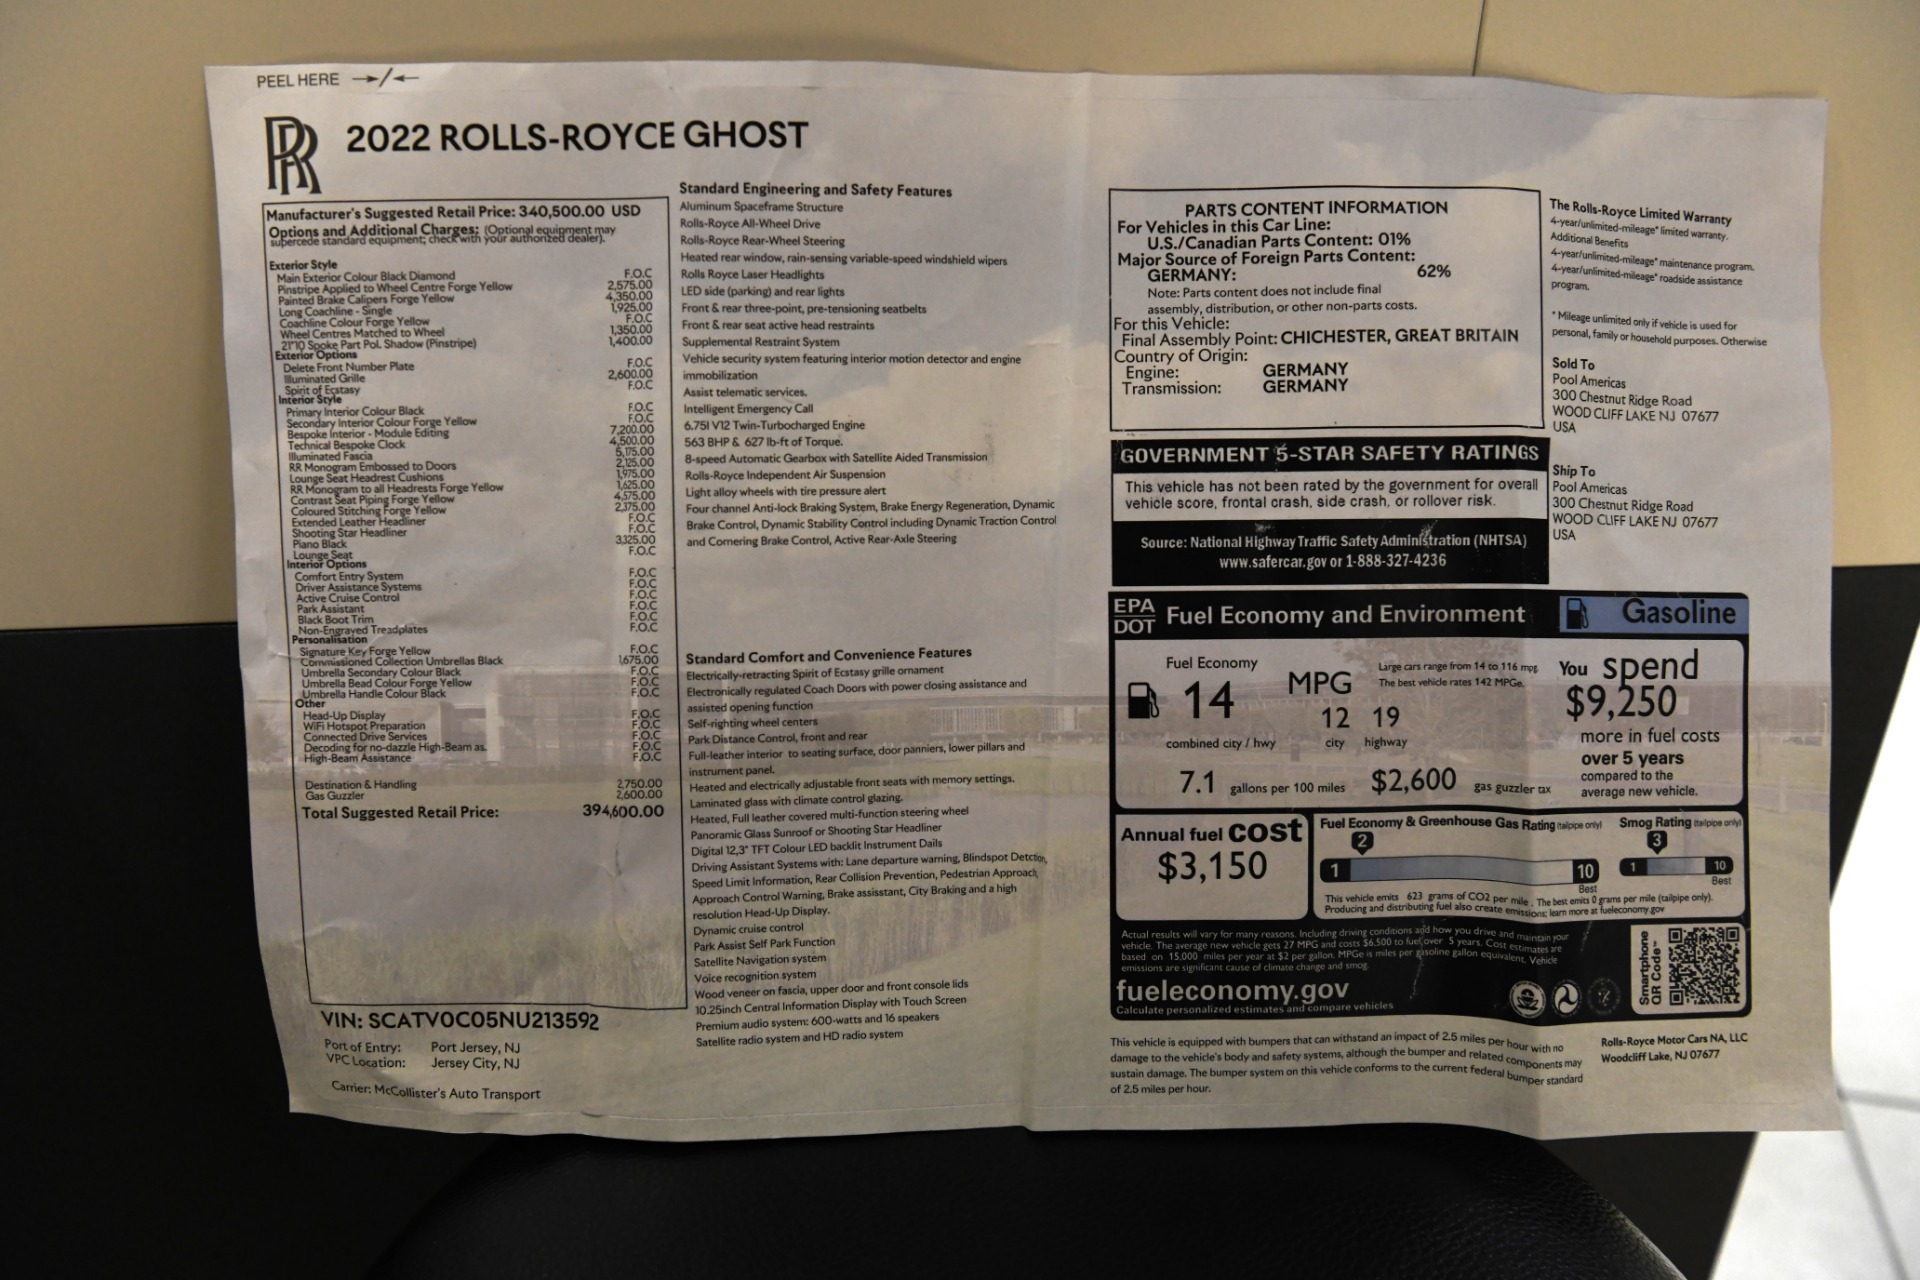 PEEL HERE →/←
RR
2022 ROLLS-ROYCE GHOST
Manufacturer's Suggested Retail Price: 340,500.00 USD
Options and Additional Charges: (Optional equipment may
supercede standard equipment; check with your authorized dealer).
Exterior Style
Main Exterior Colour Black Diamond F.O.C
Pinstripe Applied to Wheel Centre Forge Yellow 2,575.00
Painted Brake Calipers Forge Yellow 4,350.00
Long Coachline - Single 1,925.00
Coachline Colour Forge Yellow F.O.C
Wheel Centres Matched to Wheel 1,350.00
21"10 Spoke Part Pol. Shadow (Pinstripe) 1,400.00
Exterior Options
Delete Front Number Plate F.O.C
Illuminated Grille 2,600.00
Spirit of Ecstasy F.O.C
Interior Style
Primary Interior Colour Black F.O.C
Secondary Interior Colour Forge Yellow F.O.C
Bespoke Interior - Module Editing 7,200.00
Technical Bespoke Clock 4,500.00
Illuminated Fascia 5,175.00
RR Monogram Embossed to Doors 2,125.00
Lounge Seat Headrest Cushions 1,975.00
RR Monogram to all Headrests Forge Yellow 1,625.00
Contrast Seat Piping Forge Yellow 4,575.00
Coloured Stitching Forge Yellow 2,375.00
Extended Leather Headliner F.O.C
Shooting Star Headliner F.O.C
Piano Black 3,325.00
Lounge Seat F.O.C
Interior Options
Comfort Entry System F.O.C
Driver Assistance Systems F.O.C
Active Cruise Control F.O.C
Park Assistant F.O.C
Black Boot Trim F.O.C
Non-Engraved Treadplates F.O.C
Personalisation
Signature Key Forge Yellow F.O.C
Commissioned Collection Umbrellas Black 1,675.00
Umbrella Secondary Colour Black F.O.C
Umbrella Bead Colour Forge Yellow F.O.C
Umbrella Handle Colour Black F.O.C
Other
Head-Up Display F.O.C
WiFi Hotspot Preparation F.O.C
Connected Drive Services F.O.C
Decoding for no-dazzle High-Beam as. F.O.C
High-Beam Assistance F.O.C
Destination & Handling 2,750.00
Gas Guzzler 2,600.00
Total Suggested Retail Price: 394,600.00
VIN: SCATV0C05NU213592
Port of Entry: Port Jersey, NJ
VPC Location: Jersey City, NJ
Carrier: McCollister's Auto Transport
Standard Engineering and Safety Features
Aluminum Spaceframe Structure
Rolls-Royce All-Wheel Drive
Rolls-Royce Rear-Wheel Steering
Heated rear window, rain-sensing variable-speed windshield wipers
Rolls Royce Laser Headlights
LED side (parking) and rear lights
Front & rear three-point, pre-tensioning seatbelts
Front & rear seat active head restraints
Supplemental Restraint System
Vehicle security system featuring interior motion detector and engine
immobilization
Assist telematic services.
Intelligent Emergency Call
6.75l V12 Twin-Turbocharged Engine
563 BHP & 627 lb-ft of Torque.
8-speed Automatic Gearbox with Satellite Aided Transmission
Rolls-Royce Independent Air Suspension
Light alloy wheels with tire pressure alert
Four channel Anti-lock Braking System, Brake Energy Regeneration, Dynamic
Brake Control, Dynamic Stability Control including Dynamic Traction Control
and Cornering Brake Control, Active Rear-Axle Steering
Standard Comfort and Convenience Features
Electrically-retracting Spirit of Ecstasy grille ornament
Electronically regulated Coach Doors with power closing assistance and
assisted opening function
Self-righting wheel centers
Park Distance Control, front and rear
Full-leather interior to seating surface, door panniers, lower pillars and
instrument panel.
Heated and electrically adjustable front seats with memory settings.
Laminated glass with climate control glazing.
Heated, Full leather covered multi-function steering wheel
Panoramic Glass Sunroof or Shooting Star Headliner
Digital 12,3" TFT Colour LED backlit Instrument Dails
Driving Assistant Systems with: Lane departure warning, Blindspot Detction,
Speed Limit Information, Rear Collision Prevention, Pedestrian Approach,
Approach Control Warning, Brake assisstant, City Braking and a high
resolution Head-Up Display.
Dynamic cruise control
Park Assist Self Park Function
Satellite Navigation system
Voice recognition system
Wood veneer on fascia, upper door and front console lids
10.25inch Central Information Display with Touch Screen
Premium audio system: 600-watts and 16 speakers
Satellite radio system and HD radio system
PARTS CONTENT INFORMATION
For Vehicles in this Car Line:
U.S./Canadian Parts Content: 01%
Major Source of Foreign Parts Content:
GERMANY: 62%
Note: Parts content does not include final
assembly, distribution, or other non-parts costs.
For this Vehicle:
Final Assembly Point: CHICHESTER, GREAT BRITAIN
Country of Origin:
Engine: GERMANY
Transmission: GERMANY
GOVERNMENT 5-STAR SAFETY RATINGS
This vehicle has not been rated by the government for overall
vehicle score, frontal crash, side crash, or rollover risk.
Source: National Highway Traffic Safety Administration (NHTSA)
www.safercar.gov or 1-888-327-4236
The Rolls-Royce Limited Warranty
4-year/unlimited-mileage* limited warranty.
Additional Benefits
4-year/unlimited-mileage* maintenance program.
4-year/unlimited-mileage* roadside assistance
program.
* Mileage unlimited only if vehicle is used for
personal, family or household purposes. Otherwise
Sold To
Pool Americas
300 Chestnut Ridge Road
WOOD CLIFF LAKE NJ 07677
USA
Ship To
Pool Americas
300 Chestnut Ridge Road
WOOD CLIFF LAKE NJ 07677
USA
EPA
DOT
Fuel Economy and Environment
Gasoline
Fuel Economy
14
combined city / hwy
MPG
12 19
city highway
Large cars range from 14 to 116 mpg.
The best vehicle rates 142 MPGe.
7.1 gallons per 100 miles
$2,600 gas guzzler tax
You spend
$9,250
more in fuel costs
over 5 years
compared to the
average new vehicle.
Annual fuel cost
$3,150
Fuel Economy & Greenhouse Gas Rating (tailpipe only)
2
1 10
Best
Smog Rating (tailpipe only)
3
1 10
Best
This vehicle emits 623 grams of CO2 per mile. The best emits 0 grams per mile (tailpipe only).
Producing and distributing fuel also create emissions; learn more at fueleconomy.gov
Actual results will vary for many reasons. Including driving conditions and how you drive and maintain your
vehicle. The average new vehicle gets 27 MPG and costs $6,500 to fuel over 5 years. Cost estimates are
based on 15,000 miles per year at $2 per gallon. MPGe is miles per gasoline gallon equivalent. Vehicle
emissions are significant cause of climate change and smog.
fueleconomy.gov
Calculate personalized estimates and compare vehicles
Smartphone
QR Code™
This vehicle is equipped with bumpers that can withstand an impact of 2.5 miles per hour with no
damage to the vehicle's body and safety systems, although the bumper and related components may
sustain damage. The bumper system on this vehicle conforms to the current federal bumper standard
of 2.5 miles per hour.
Rolls-Royce Motor Cars NA, LLC
Woodcliff Lake, NJ 07677